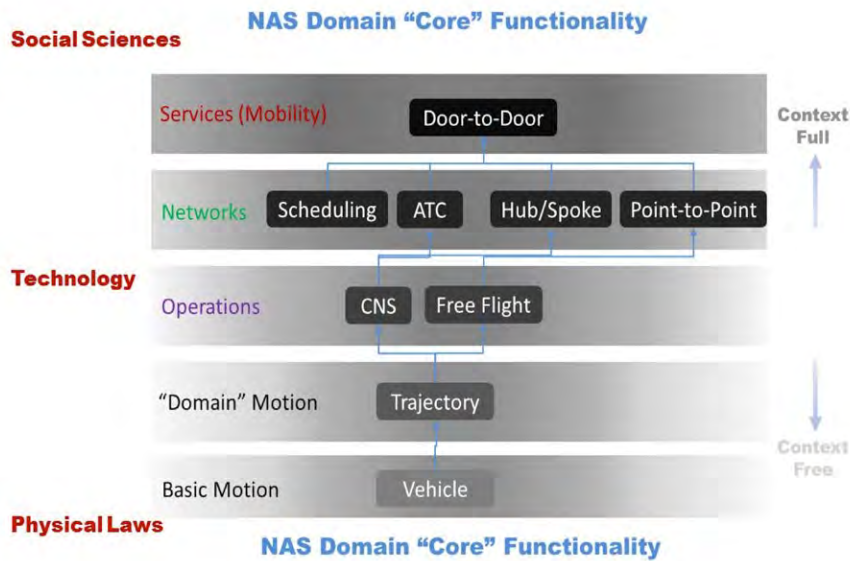 NAS Domain “Core” Functionality
Social Sciences
Services (Mobility)
Door-to-Door
Context
Full
Networks
Scheduling
ATC
Hub/Spoke
Point-to-Point
Technology
Operations
CNS
Free Flight
“Domain” Motion
Trajectory
Context
Free
Basic Motion
Vehicle
Physical Laws
NAS Domain “Core” Functionality